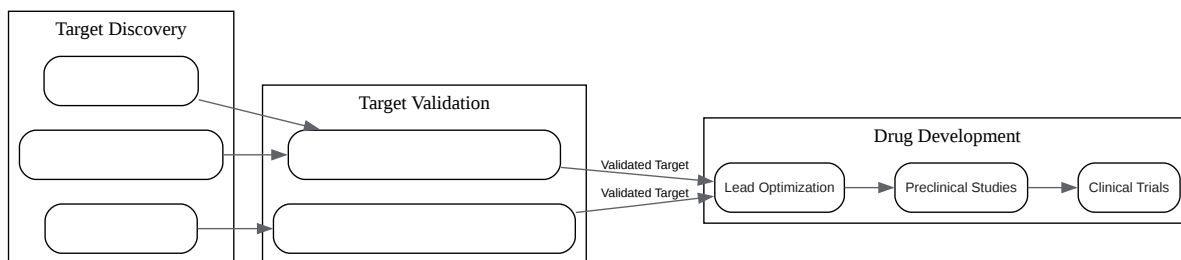 Target Discovery
Target Validation
Drug Development
Validated Target
Validated Target
Lead Optimization
Preclinical Studies
Clinical Trials